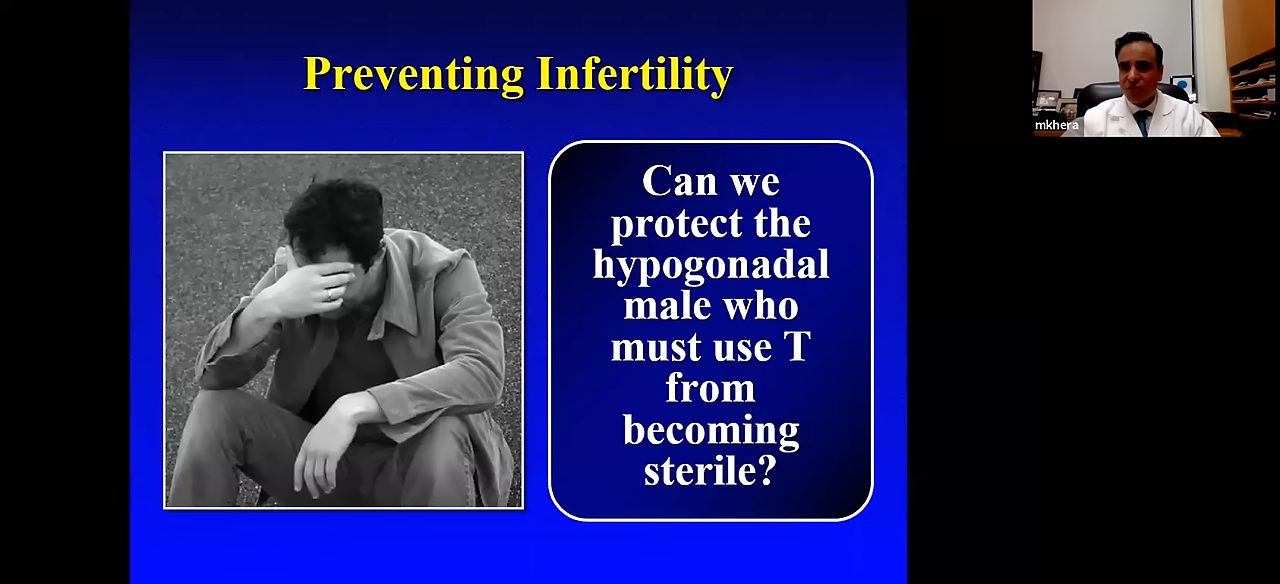 Preventing Infertility
Can we
protect the
hypogonadal
male who
must use T
from
becoming
sterile?
mkhera